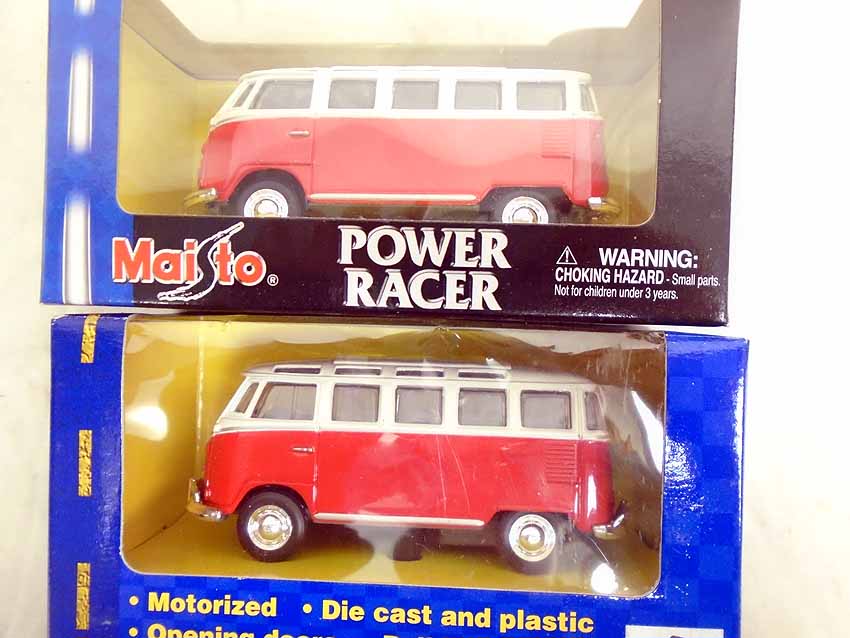 Maisto®
POWER
RACER
WARNING:
CHOKING HAZARD - Small parts.
Not for children under 3 years.
• Motorized • Die cast and plastic
• Opening